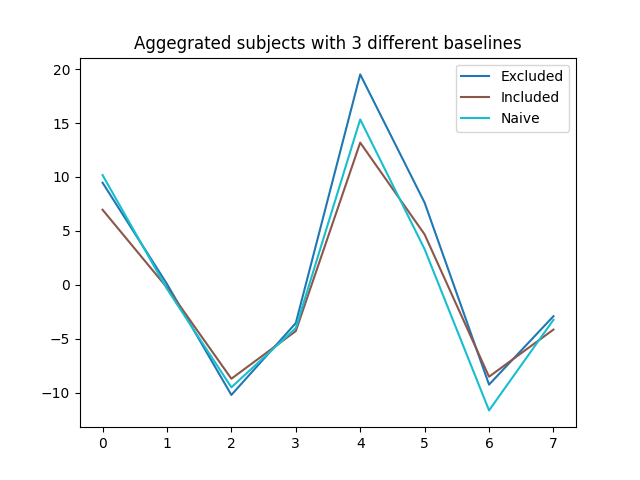 Aggegrated subjects with 3 different baselines
Excluded
Included
Naive
20
15
10
5
0
−5
−10
0 1 2 3 4 5 6 7